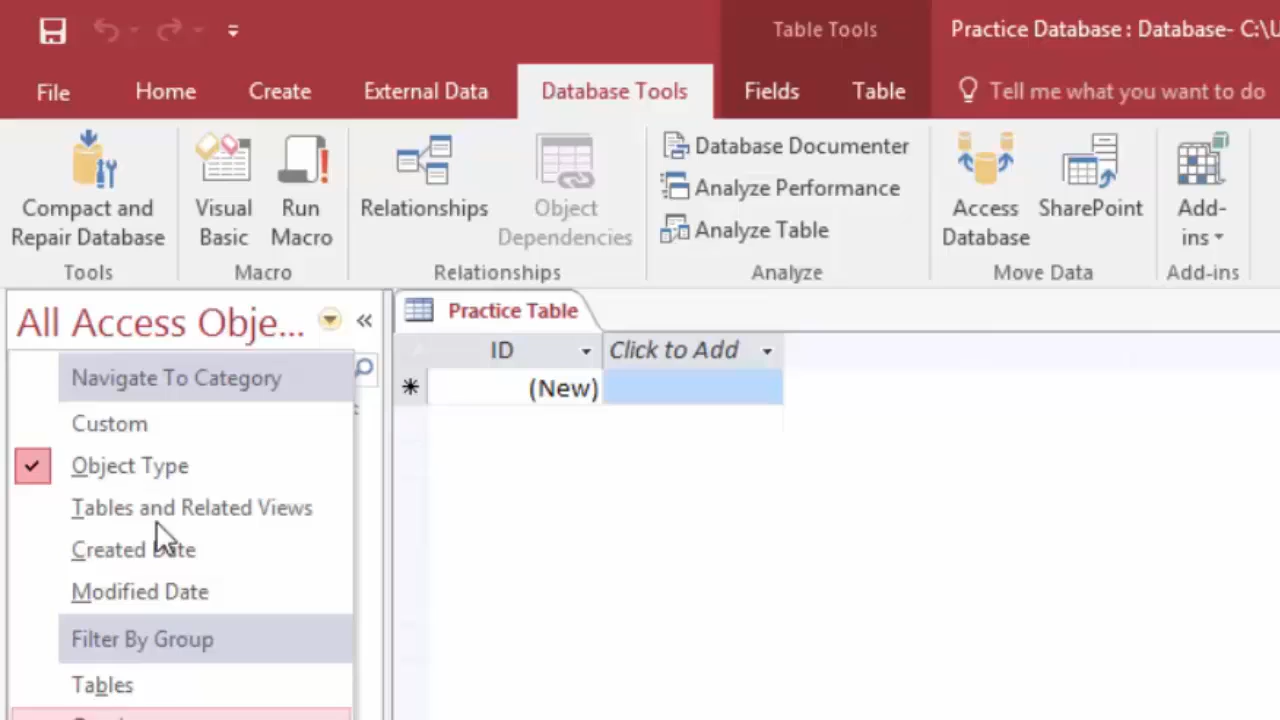 Table Tools
Practice Database : Database- C:\U
File
Home
Create
External Data
Database Tools
Fields
Table
Tell me what you want to do
Compact and
Repair Database
Visual
Basic
Run
Macro
Relationships
Object
Dependencies
Database Documenter
Analyze Performance
Analyze Table
Access
Database
SharePoint
Add-
ins
Tools
Macro
Relationships
Analyze
Move Data
Add-ins
All Access Obje...
Navigate To Category
Custom
Object Type
Tables and Related Views
Created Date
Modified Date
Filter By Group
Tables
Practice Table
ID
Click to Add
(New)